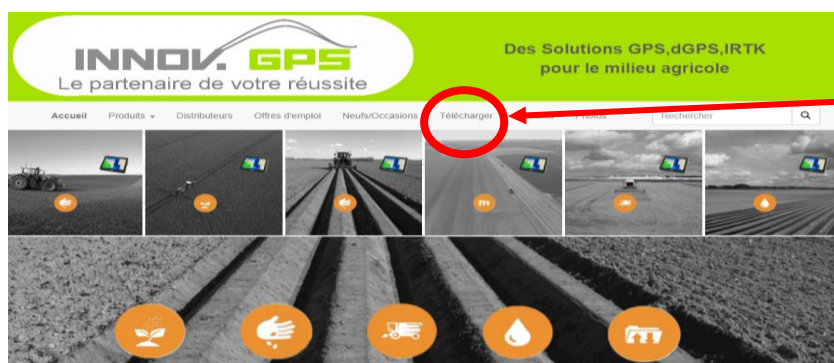 INNOV. GPS
Le partenaire de votre réussite
Des Solutions GPS,dGPS,IRTK
pour le milieu agricole
Accueil Produits Distributeurs Offres d'emploi Neufs/Occasions Télécharger Photos Rechercher